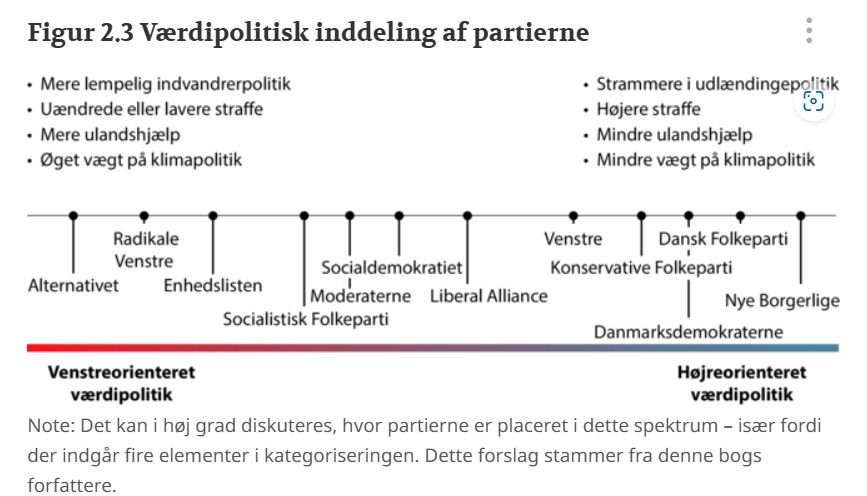 Figur 2.3 Værdipolitisk inddeling af partierne
• Mere lempelig indvandrerpolitik
• Uændrede eller lavere straffe
• Mere ulandshjælp
• Øget vægt på klimapolitik
• Strammere i udlændingepolitik
• Højere straffe
• Mindre ulandshjælp
• Mindre vægt på klimapolitik
Radikale
Venstre
Venstre
Dansk Folkeparti
Socialdemokratiet
Konservative Folkeparti
Alternativet
Enhedslisten
Moderaterne
Liberal Alliance
Nye Borgerlige
Socialistisk Folkeparti
Danmarksdemokraterne
Venstreorienteret
værdipolitik
Højreorienteret
værdipolitik
Note: Det kan i høj grad diskuteres, hvor partierne er placeret i dette spektrum – især fordi
der indgår fire elementer i kategoriseringen. Dette forslag stammer fra denne bogs
forfattere.